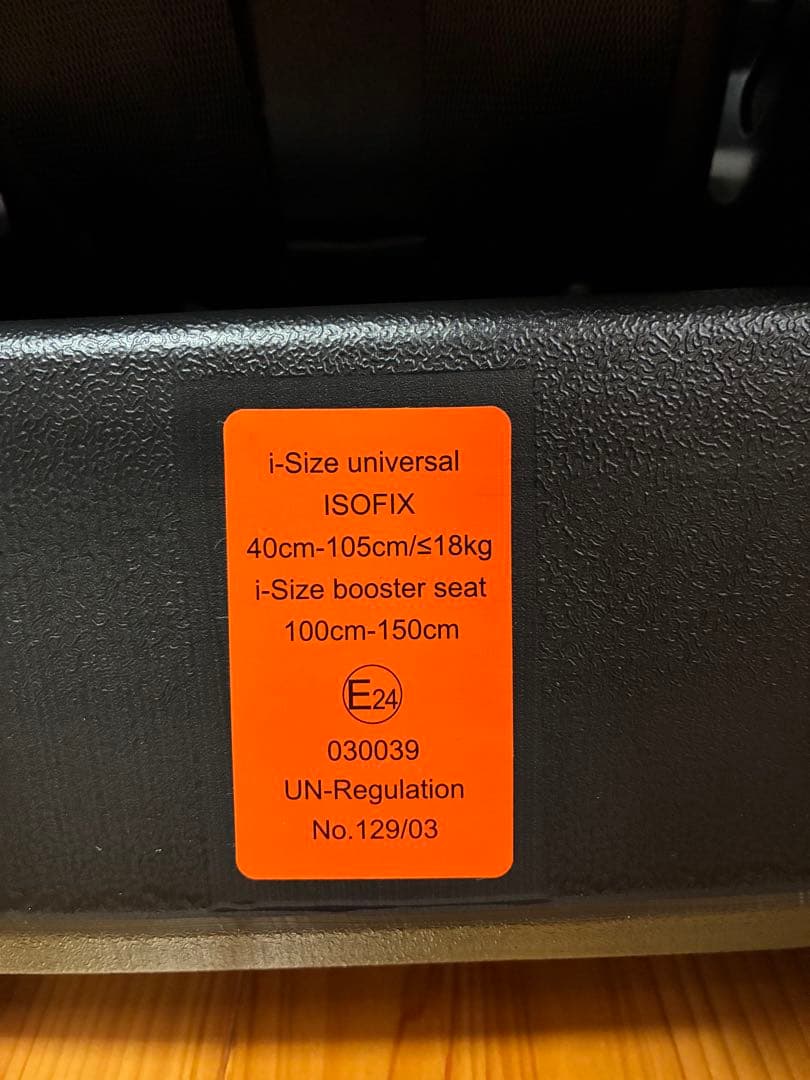 i-Size universal
ISOFIX
40cm-105cm/≤18kg
i-Size booster seat
100cm-150cm
E24
030039
UN-Regulation
No.129/03